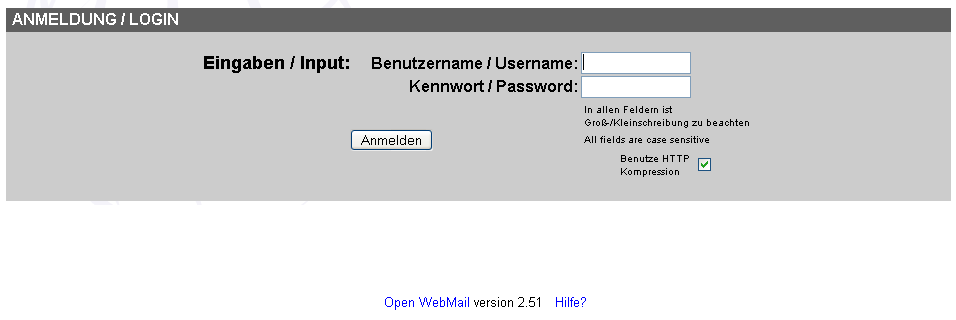 ANMELDUNG / LOGIN
Eingaben / Input: Benutzername / Username:
Kennwort / Password:
In allen Feldern ist
Groß-/Kleinschreibung zu beachten
All fields are case sensitive
Anmelden
Benutze HTTP
Kompression
Open WebMail version 2.51 Hilfe?